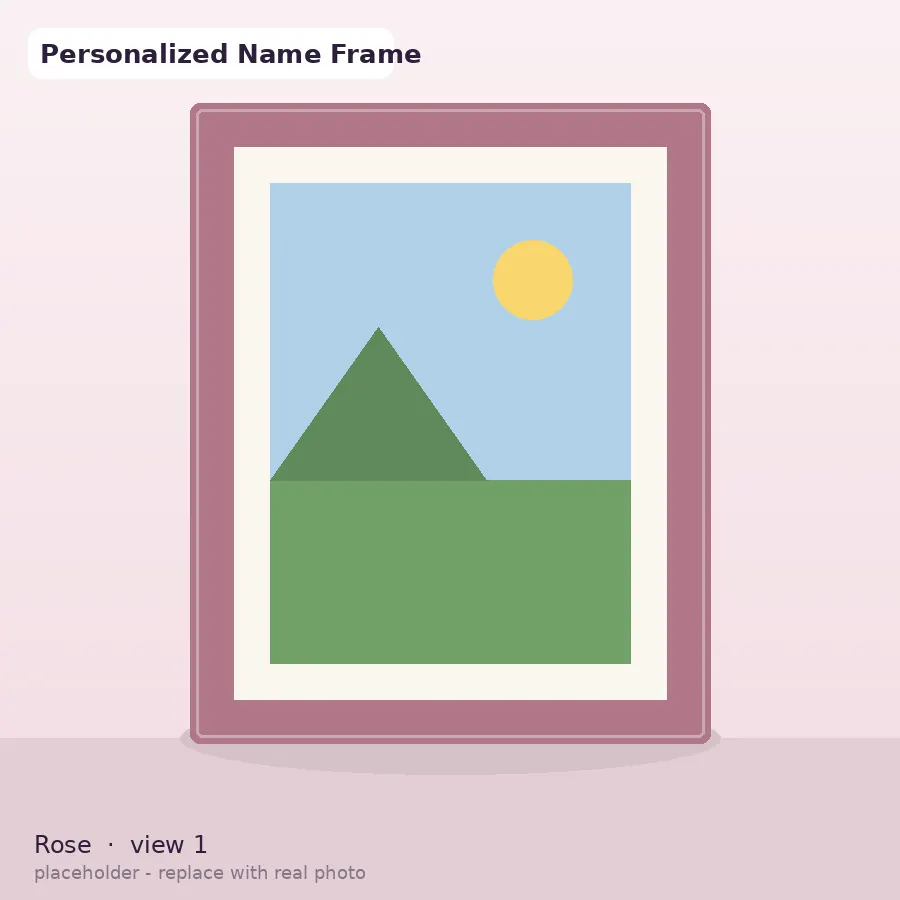 Personalized Name Frame
Rose · view 1
placeholder - replace with real photo